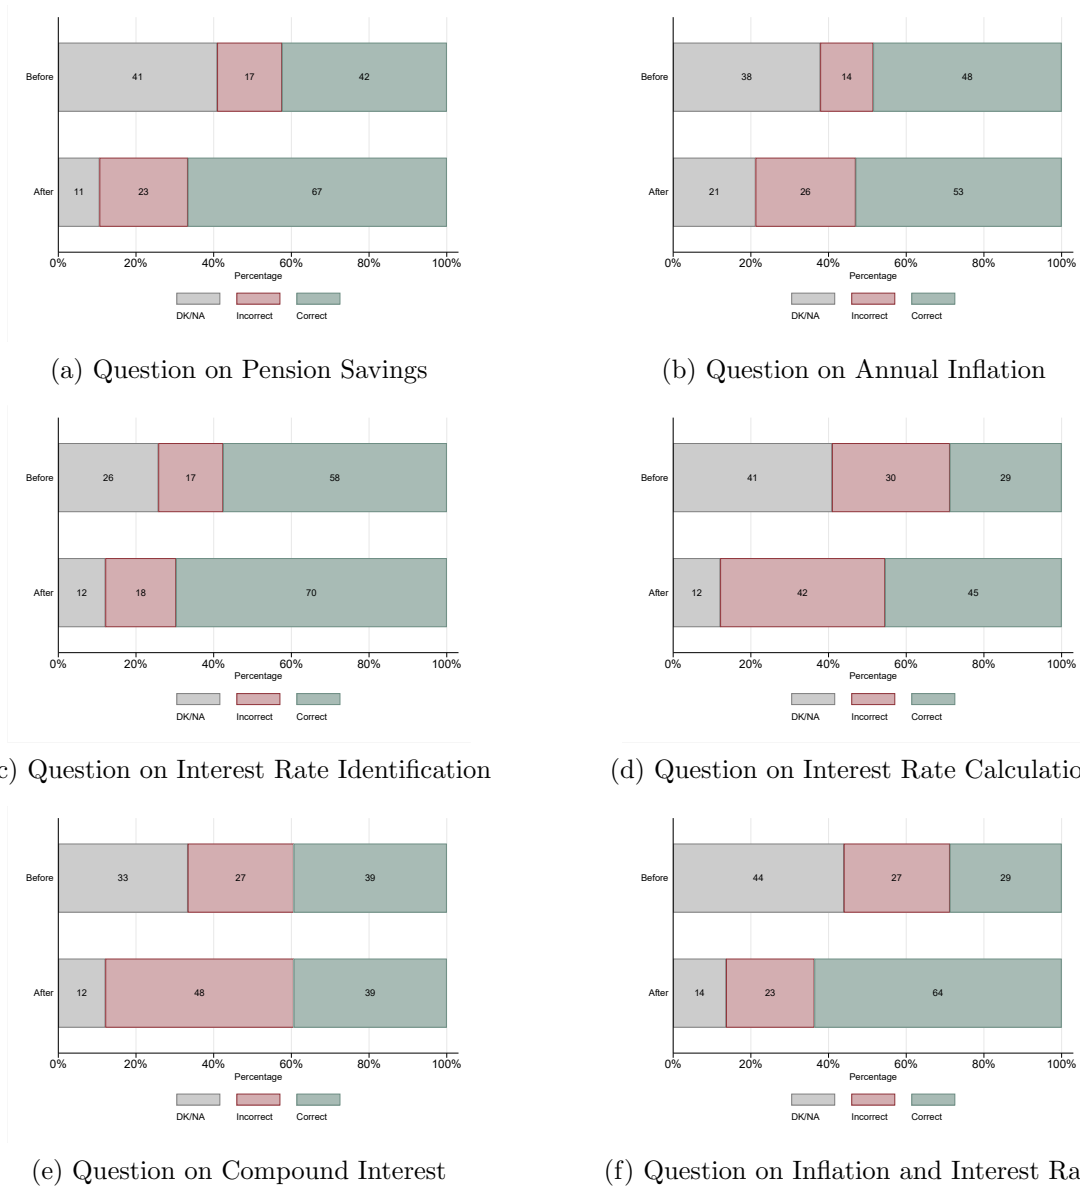 Before 41 17 42
After 11 23 67
0% 20% 40% 60% 80% 100%
Percentage
DK/NA Incorrect Correct
(a) Question on Pension Savings
Before 38 14 48
After 21 26 53
0% 20% 40% 60% 80% 100%
Percentage
DK/NA Incorrect Correct
(b) Question on Annual Inflation
Before 26 17 58
After 12 18 70
0% 20% 40% 60% 80% 100%
Percentage
DK/NA Incorrect Correct
c) Question on Interest Rate Identification
Before 41 30 29
After 12 42 45
0% 20% 40% 60% 80% 100%
Percentage
DK/NA Incorrect Correct
(d) Question on Interest Rate Calculatio
Before 33 27 39
After 12 48 39
0% 20% 40% 60% 80% 100%
Percentage
DK/NA Incorrect Correct
(e) Question on Compound Interest
Before 44 27 29
After 14 23 64
0% 20% 40% 60% 80% 100%
Percentage
DK/NA Incorrect Correct
(f) Question on Inflation and Interest Ra